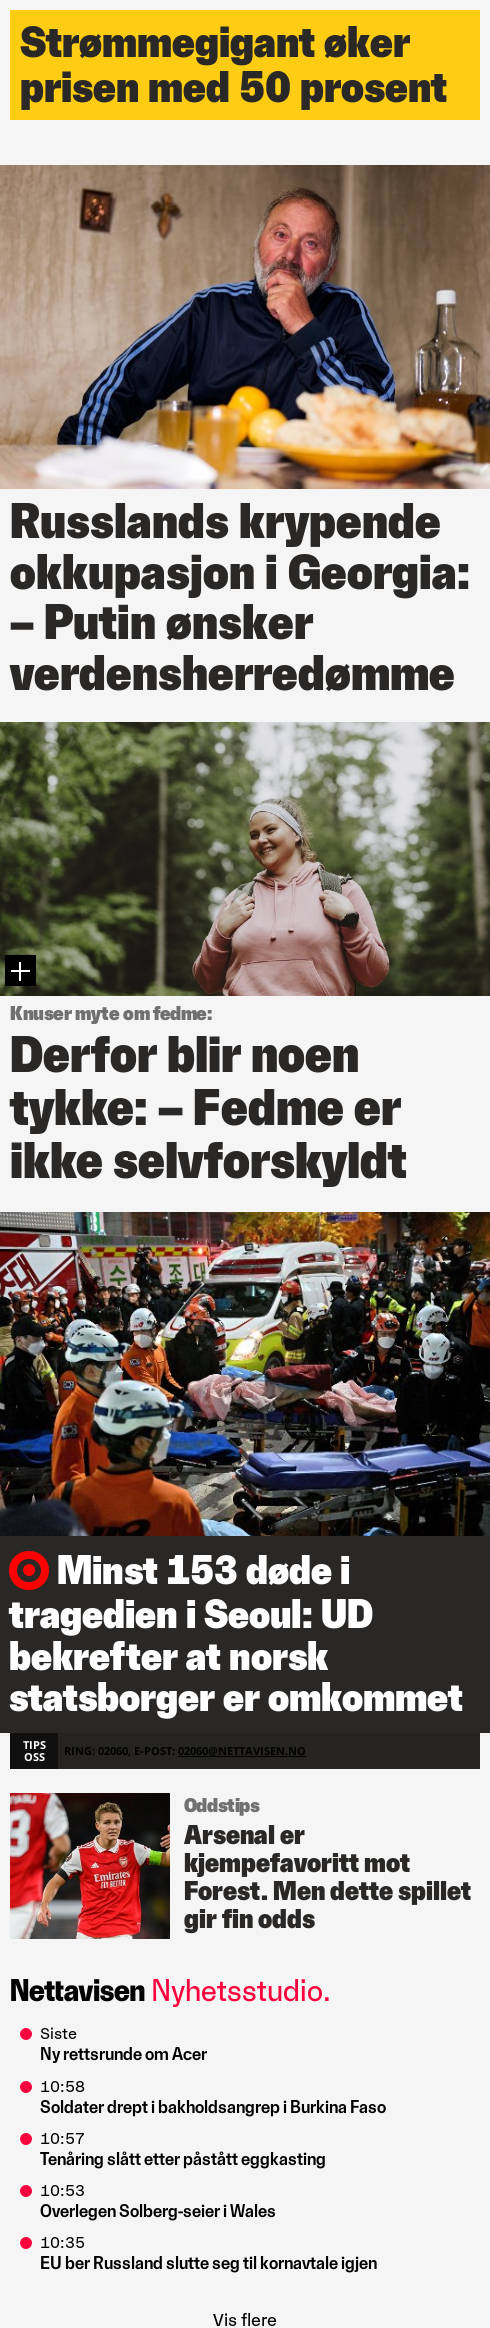 Strømmegigant øker
prisen med 50 prosent
Russlands krypende
okkupasjon i Georgia:
– Putin ønsker
verdensherredømme
Knuser myte om fedme:
Derfor blir noen
tykke: – Fedme er
ikke selvforskyldt
Minst 153 døde i
tragedien i Seoul: UD
bekrefter at norsk
statsborger er omkommet
TIPS
OSS
RING: 02060, E-POST: 02060@NETTAVISEN.NO
Emirates
Oddstips
Arsenal er
kjempefavoritt mot
Forest. Men dette spillet
gir fin odds
Nettavisen Nyhetsstudio.
Siste
Ny rettsrunde om Acer
10:58
Soldater drept i bakholdsangrep i Burkina Faso
10:57
Tenåring slått etter påstått eggkasting
10:53
Overlegen Solberg-seier i Wales
10:35
EU ber Russland slutte seg til kornavtale igjen
Vis flere